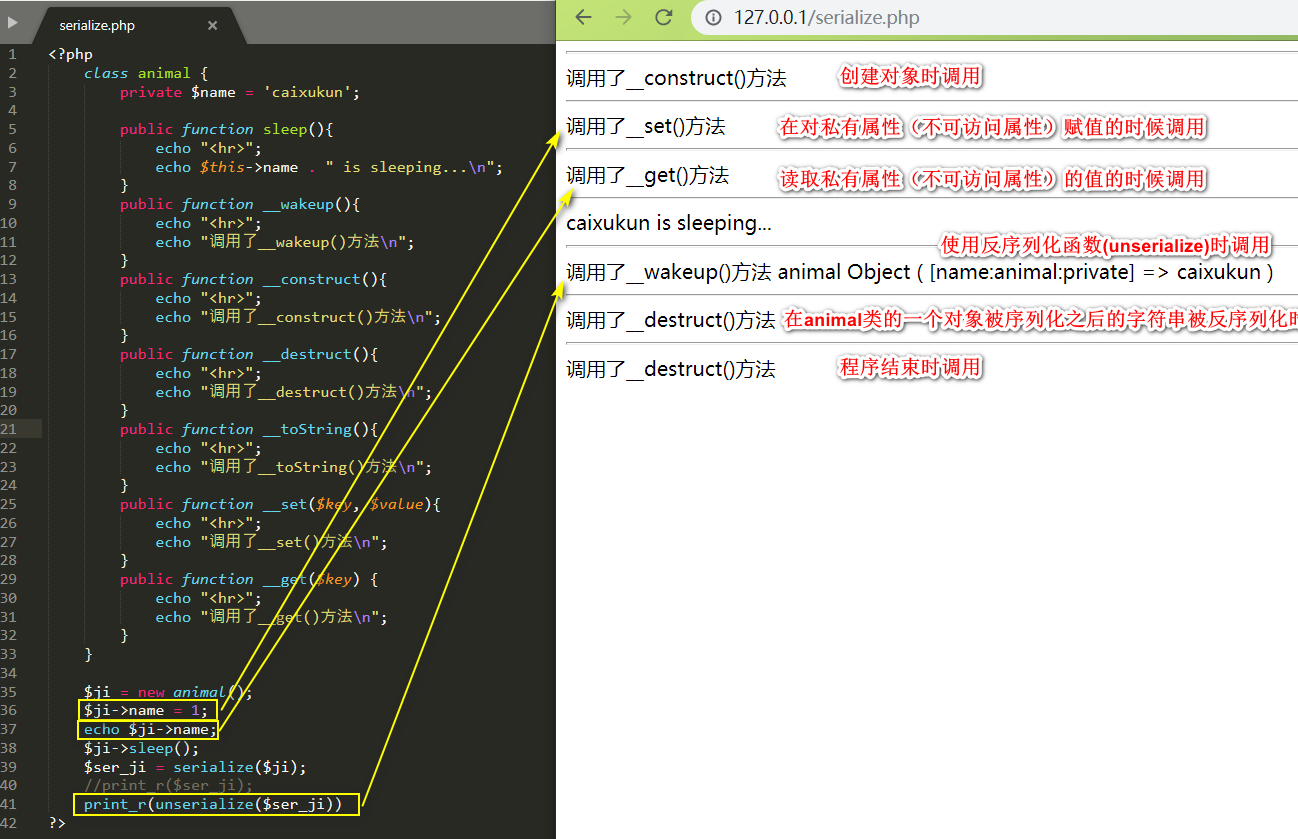 serialize.php ×
1 <?php
2 class animal {
3 private $name = 'caixukun';
4
5 public function sleep(){
6 echo "<hr>";
7 echo $this->name . " is sleeping...\n";
8 }
9 public function __wakeup(){
10 echo "<hr>";
11 echo "调用了__wakeup()方法\n";
12 }
13 public function __construct(){
14 echo "<hr>";
15 echo "调用了__construct()方法\n";
16 }
17 public function __destruct(){
18 echo "<hr>";
19 echo "调用了__destruct()方法\n";
20 }
21 public function __toString(){
22 echo "<hr>";
23 echo "调用了__toString()方法\n";
24 }
25 public function __set($key, $value){
26 echo "<hr>";
27 echo "调用了__set()方法\n";
28 }
29 public function __get($key) {
30 echo "<hr>";
31 echo "调用了__get()方法\n";
32 }
33 }
34
35 $ji = new animal();
36 $ji->name = 1;
37 echo $ji->name;
38 $ji->sleep();
39 $ser_ji = serialize($ji);
40 //print_r($ser_ji);
41 print_r(unserialize($ser_ji))
42 ?>
127.0.0.1/serialize.php
调用了__construct()方法 创建对象时调用
调用了__set()方法 在对私有属性（不可访问属性）赋值的时候调用
调用了__get()方法 读取私有属性（不可访问属性）的值的时候调用
caixukun is sleeping...
使用反序列化函数(unserialize)时调用
调用了__wakeup()方法 animal Object ( [name:animal:private] => caixukun )
调用了__destruct()方法 在animal类的一个对象被序列化之后的字符串被反序列化时
调用了__destruct()方法 程序结束时调用